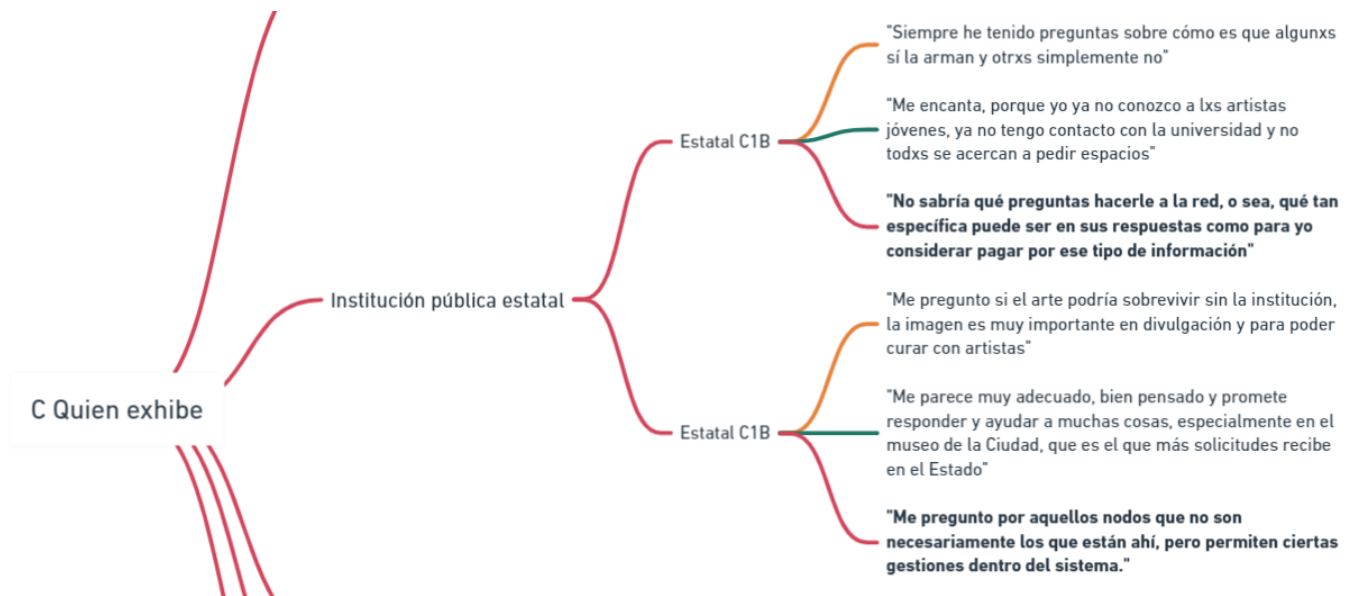 "Siempre he tenido preguntas sobre cómo es que algunxs
sí la arman y otrxs simplemente no"
"Me encanta, porque yo ya no conozco a lxs artistas
jóvenes, ya no tengo contacto con la universidad y no
todxs se acercan a pedir espacios"
Estatal C1B
"No sabría qué preguntas hacerle a la red, o sea, qué tan
específica puede ser en sus respuestas como para yo
considerar pagar por ese tipo de información"
Institución pública estatal
"Me pregunto si el arte podría sobrevivir sin la institución,
la imagen es muy importante en divulgación y para poder
curar con artistas"
C Quien exhibe
"Me parece muy adecuado, bien pensado y promete
responder y ayudar a muchas cosas, especialmente en el
museo de la Ciudad, que es el que más solicitudes recibe
en el Estado"
Estatal C1B
"Me pregunto por aquellos nodos que no son
necesariamente los que están ahí, pero permiten ciertas
gestiones dentro del sistema."